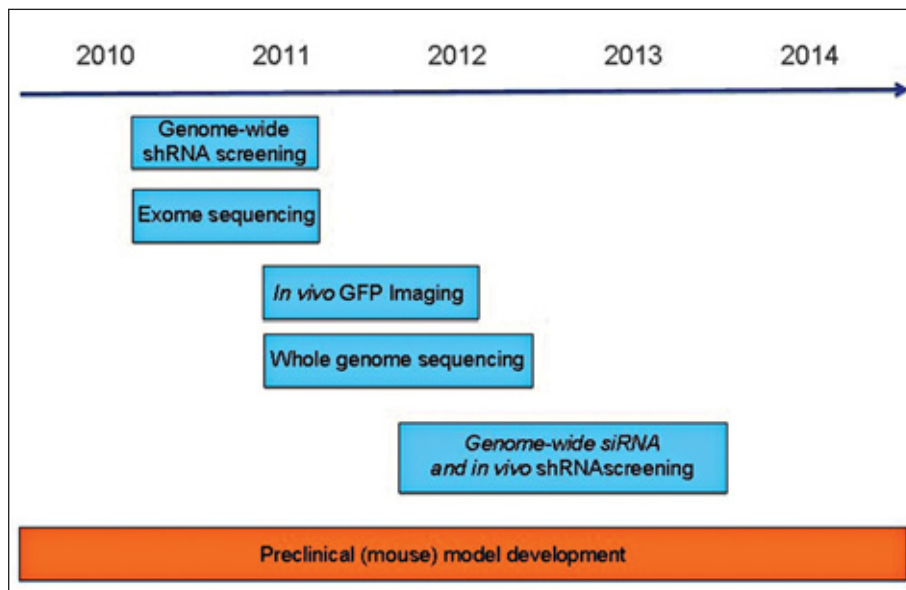 2010 2011 2012 2013 2014
Genome-wide
shRNA screening
Exome sequencing
In vivo GFP Imaging
Whole genome sequencing
Genome-wide siRNA
and in vivo shRNAscreening
Preclinical (mouse) model development